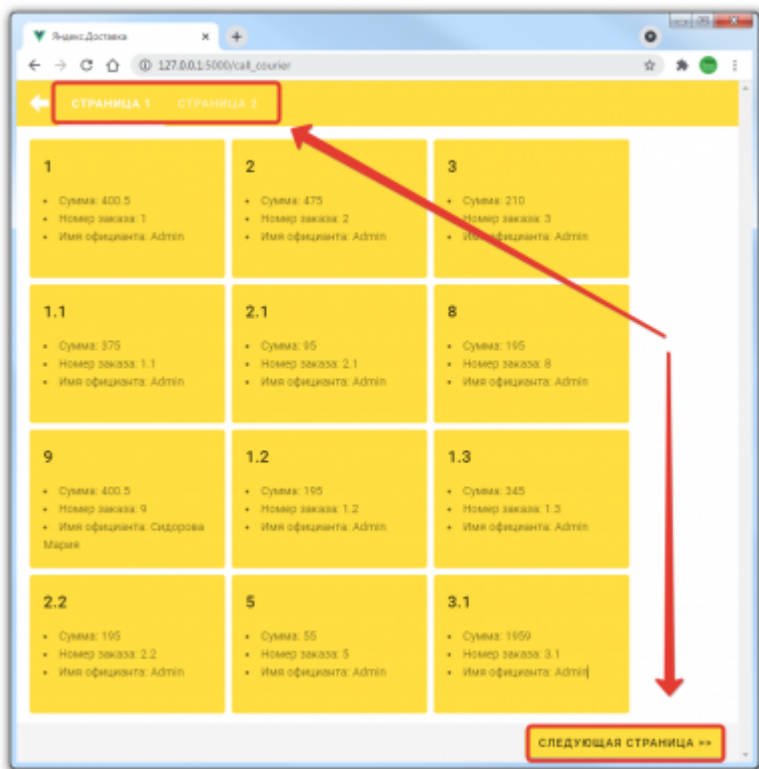 Яндекс.Доставка
127.0.0.1:5000/call_courier
СТРАНИЦА 1 СТРАНИЦА 2
1
• Сумма: 400.5
• Номер заказа: 1
• Имя официанта: Admin
2
• Сумма: 475
• Номер заказа: 2
• Имя официанта: Admin
3
• Сумма: 210
Номер заказа: 3
• Имя официанта: Admin
1.1
• Сумма: 375
• Номер заказа: 1.1
• Имя официанта: Admin
2.1
• Сумма: 95
• Номер заказа: 2.1
• Имя официанта: Admin
8
• Сумма: 195
• Номер заказа: 8
• Имя официанта: Admin
9
• Сумма: 400.5
• Номер заказа: 9
• Имя официанта: Сидорова
Мария
1.2
• Сумма: 195
• Номер заказа: 1.2
• Имя официанта: Admin
1.3
• Сумма: 345
• Номер заказа: 1.3
• Имя официанта: Admin
2.2
• Сумма: 195
• Номер заказа: 2.2
• Имя официанта: Admin
5
• Сумма: 55
• Номер заказа: 5
• Имя официанта: Admin
3.1
• Сумма: 1959
• Номер заказа: 3.1
• Имя официанта: Admin
СЛЕДУЮЩАЯ СТРАНИЦА >>